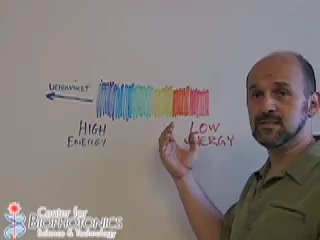 ULTRAVIOLET
HIGH
ENERGY
LOW
ENERGY
Center for
BIOPHOTONICS
Science & Technology